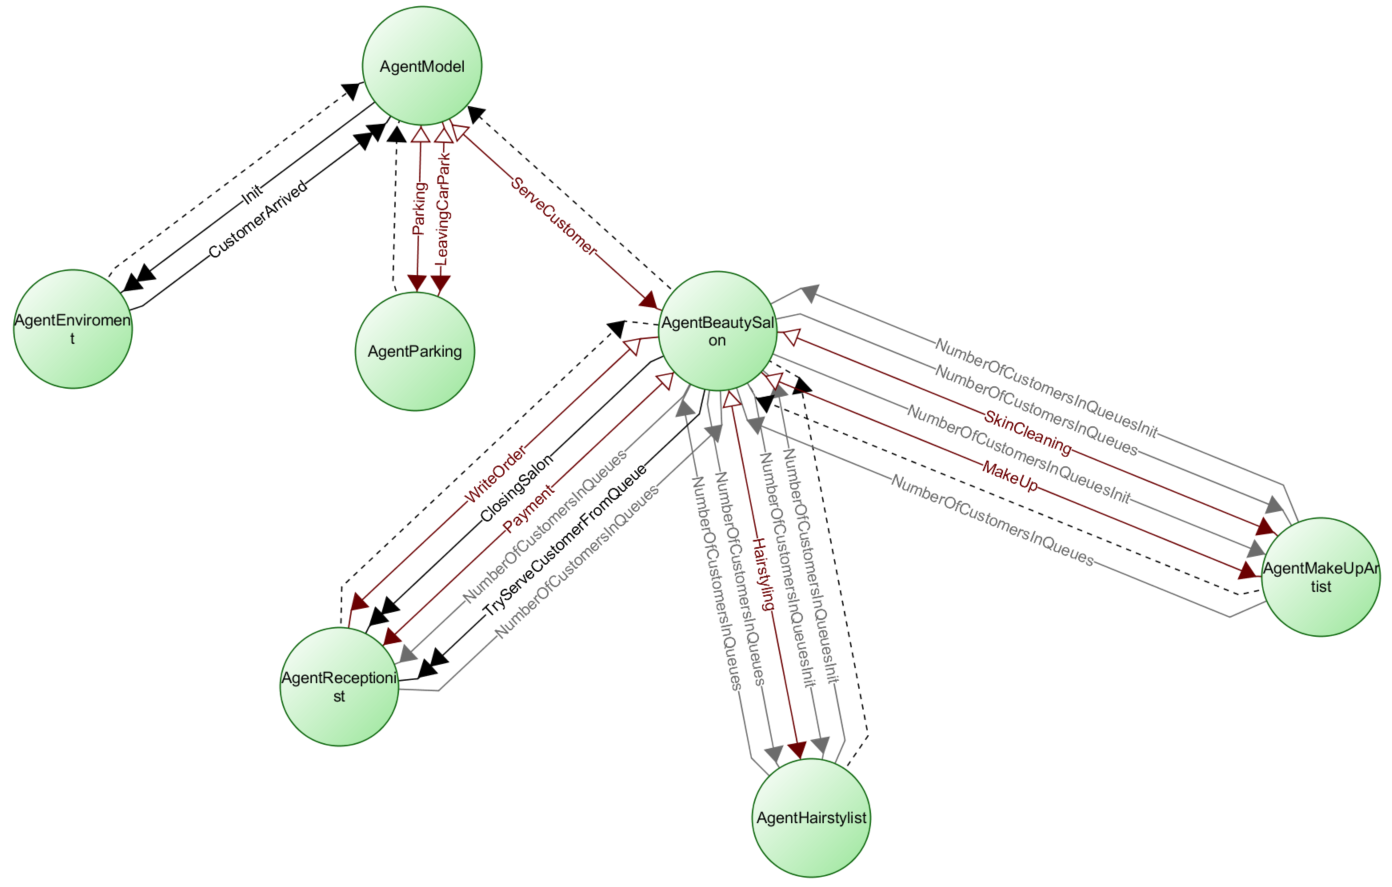 AgentModel
Init
CustomerArrived
Parking
LeavingCarPark
ServeCustomer
AgentEnviromen
t
AgentParking
AgentBeautySal
on
NumberOfCustomersInQueuesInit
NumberOfCustomersInQueues
SkinCleaning
NumberOfCustomersInQueuesInit
MakeUp
NumberOfCustomersInQueues
WriteOrder
ClosingSalon
Payment
NumberOfCustomersInQueues
TryServeCustomerFromQueue
NumberOfCustomersInQueues
NumberOfCustomersInQueues
NumberOfCustomersInQueues
Hairstyling
NumberOfCustomersInQueuesInit
NumberOfCustomersInQueuesInit
AgentMakeUpAr
tist
AgentReceptioni
st
AgentHairstylist